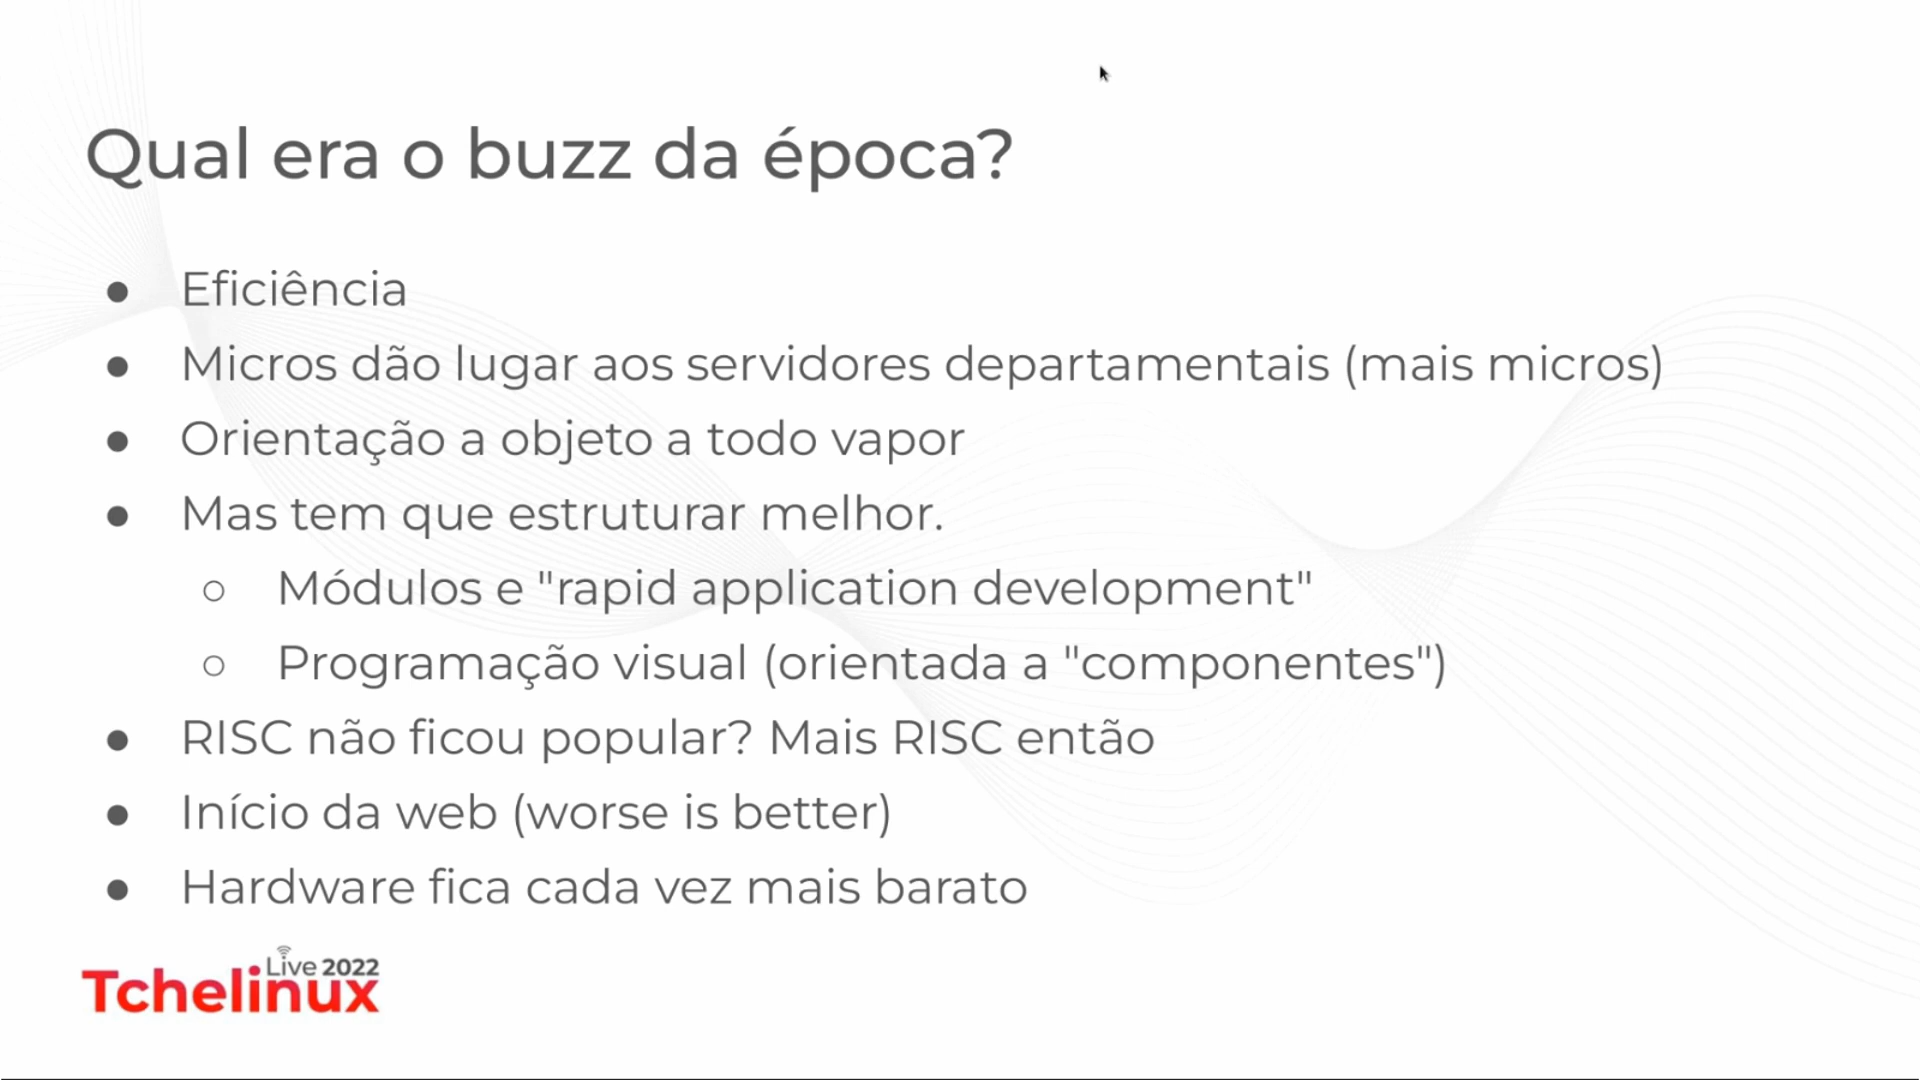 Qual era o buzz da época?
● Eficiência
● Micros dão lugar aos servidores departamentais (mais micros)
● Orientação a objeto a todo vapor
● Mas tem que estruturar melhor.
○ Módulos e "rapid application development"
○ Programação visual (orientada a "componentes")
● RISC não ficou popular? Mais RISC então
● Início da web (worse is better)
● Hardware fica cada vez mais barato
Live 2022
Tchelinux